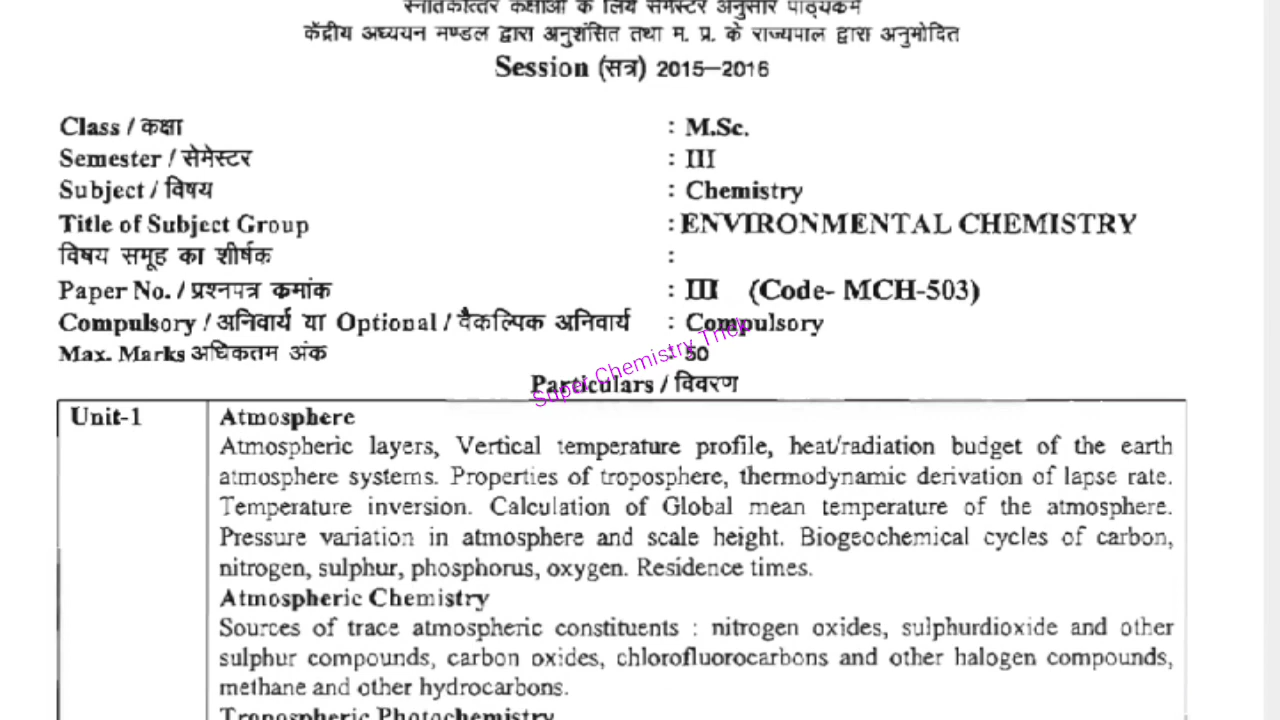 स्नातकोत्तर कक्षाओं के लिये सेमेस्टर अनुसार पाठ्यक्रम
केंद्रीय अध्ययन मण्डल द्वारा अनुशंसित तथा म. प्र. के राज्यपाल द्वारा अनुमोदित
Session (सत्र) 2015–2016
Class / कक्षा : M.Sc.
Semester / सेमेस्टर : III
Subject / विषय : Chemistry
Title of Subject Group : ENVIRONMENTAL CHEMISTRY
विषय समूह का शीर्षक :
Paper No. / प्रश्नपत्र क्रमांक : III (Code- MCH-503)
Compulsory / अनिवार्य या Optional / वैकल्पिक अनिवार्य : Compulsory
Max. Marks अधिकतम अंक : 50
Super Chemistry Trick
Particulars / विवरण
Unit-1 Atmosphere
Atmospheric layers, Vertical temperature profile, heat/radiation budget of the earth
atmosphere systems. Properties of troposphere, thermodynamic derivation of lapse rate.
Temperature inversion. Calculation of Global mean temperature of the atmosphere.
Pressure variation in atmosphere and scale height. Biogeochemical cycles of carbon,
nitrogen, sulphur, phosphorus, oxygen. Residence times.
Atmospheric Chemistry
Sources of trace atmospheric constituents : nitrogen oxides, sulphurdioxide and other
sulphur compounds, carbon oxides, chlorofluorocarbons and other halogen compounds,
methane and other hydrocarbons.
Tropospheric Photochemistry